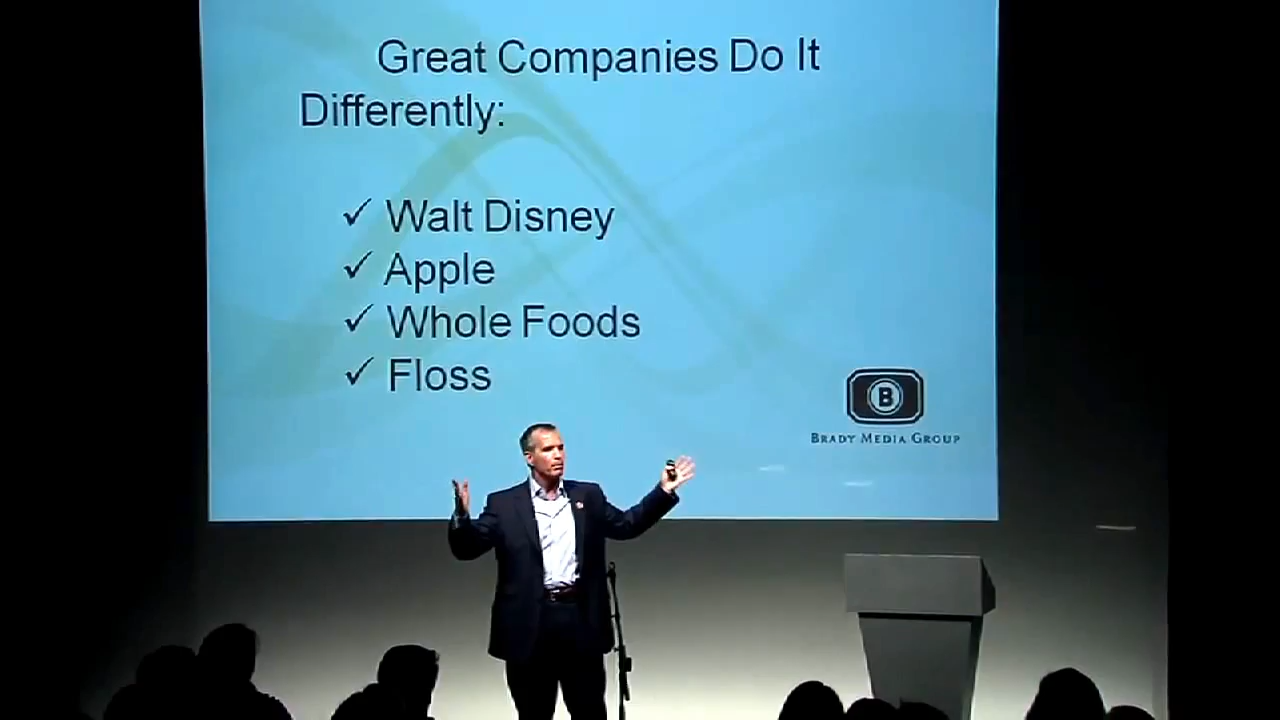 Great Companies Do It
Differently:
✓ Walt Disney
✓ Apple
✓ Whole Foods
✓ Floss
B
BRADY MEDIA GROUP